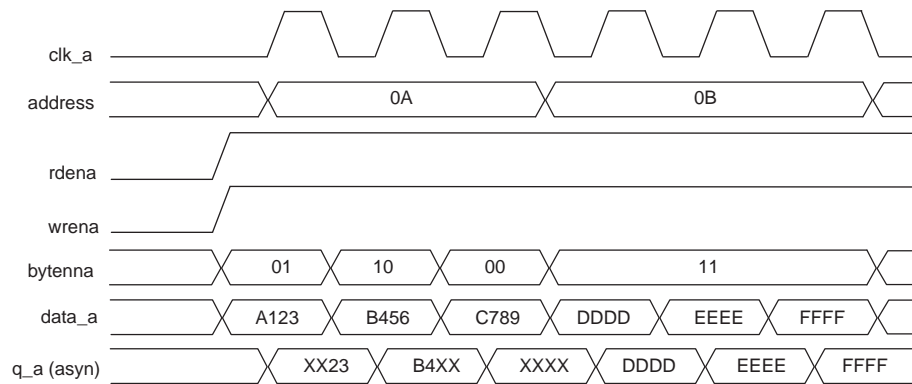 clk_a
address 0A 0B
rdena
wrena
bytenna 01 10 00 11
data_a A123 B456 C789 DDDD EEEE FFFF
q_a (asyn) XX23 B4XX XXXX DDDD EEEE FFFF